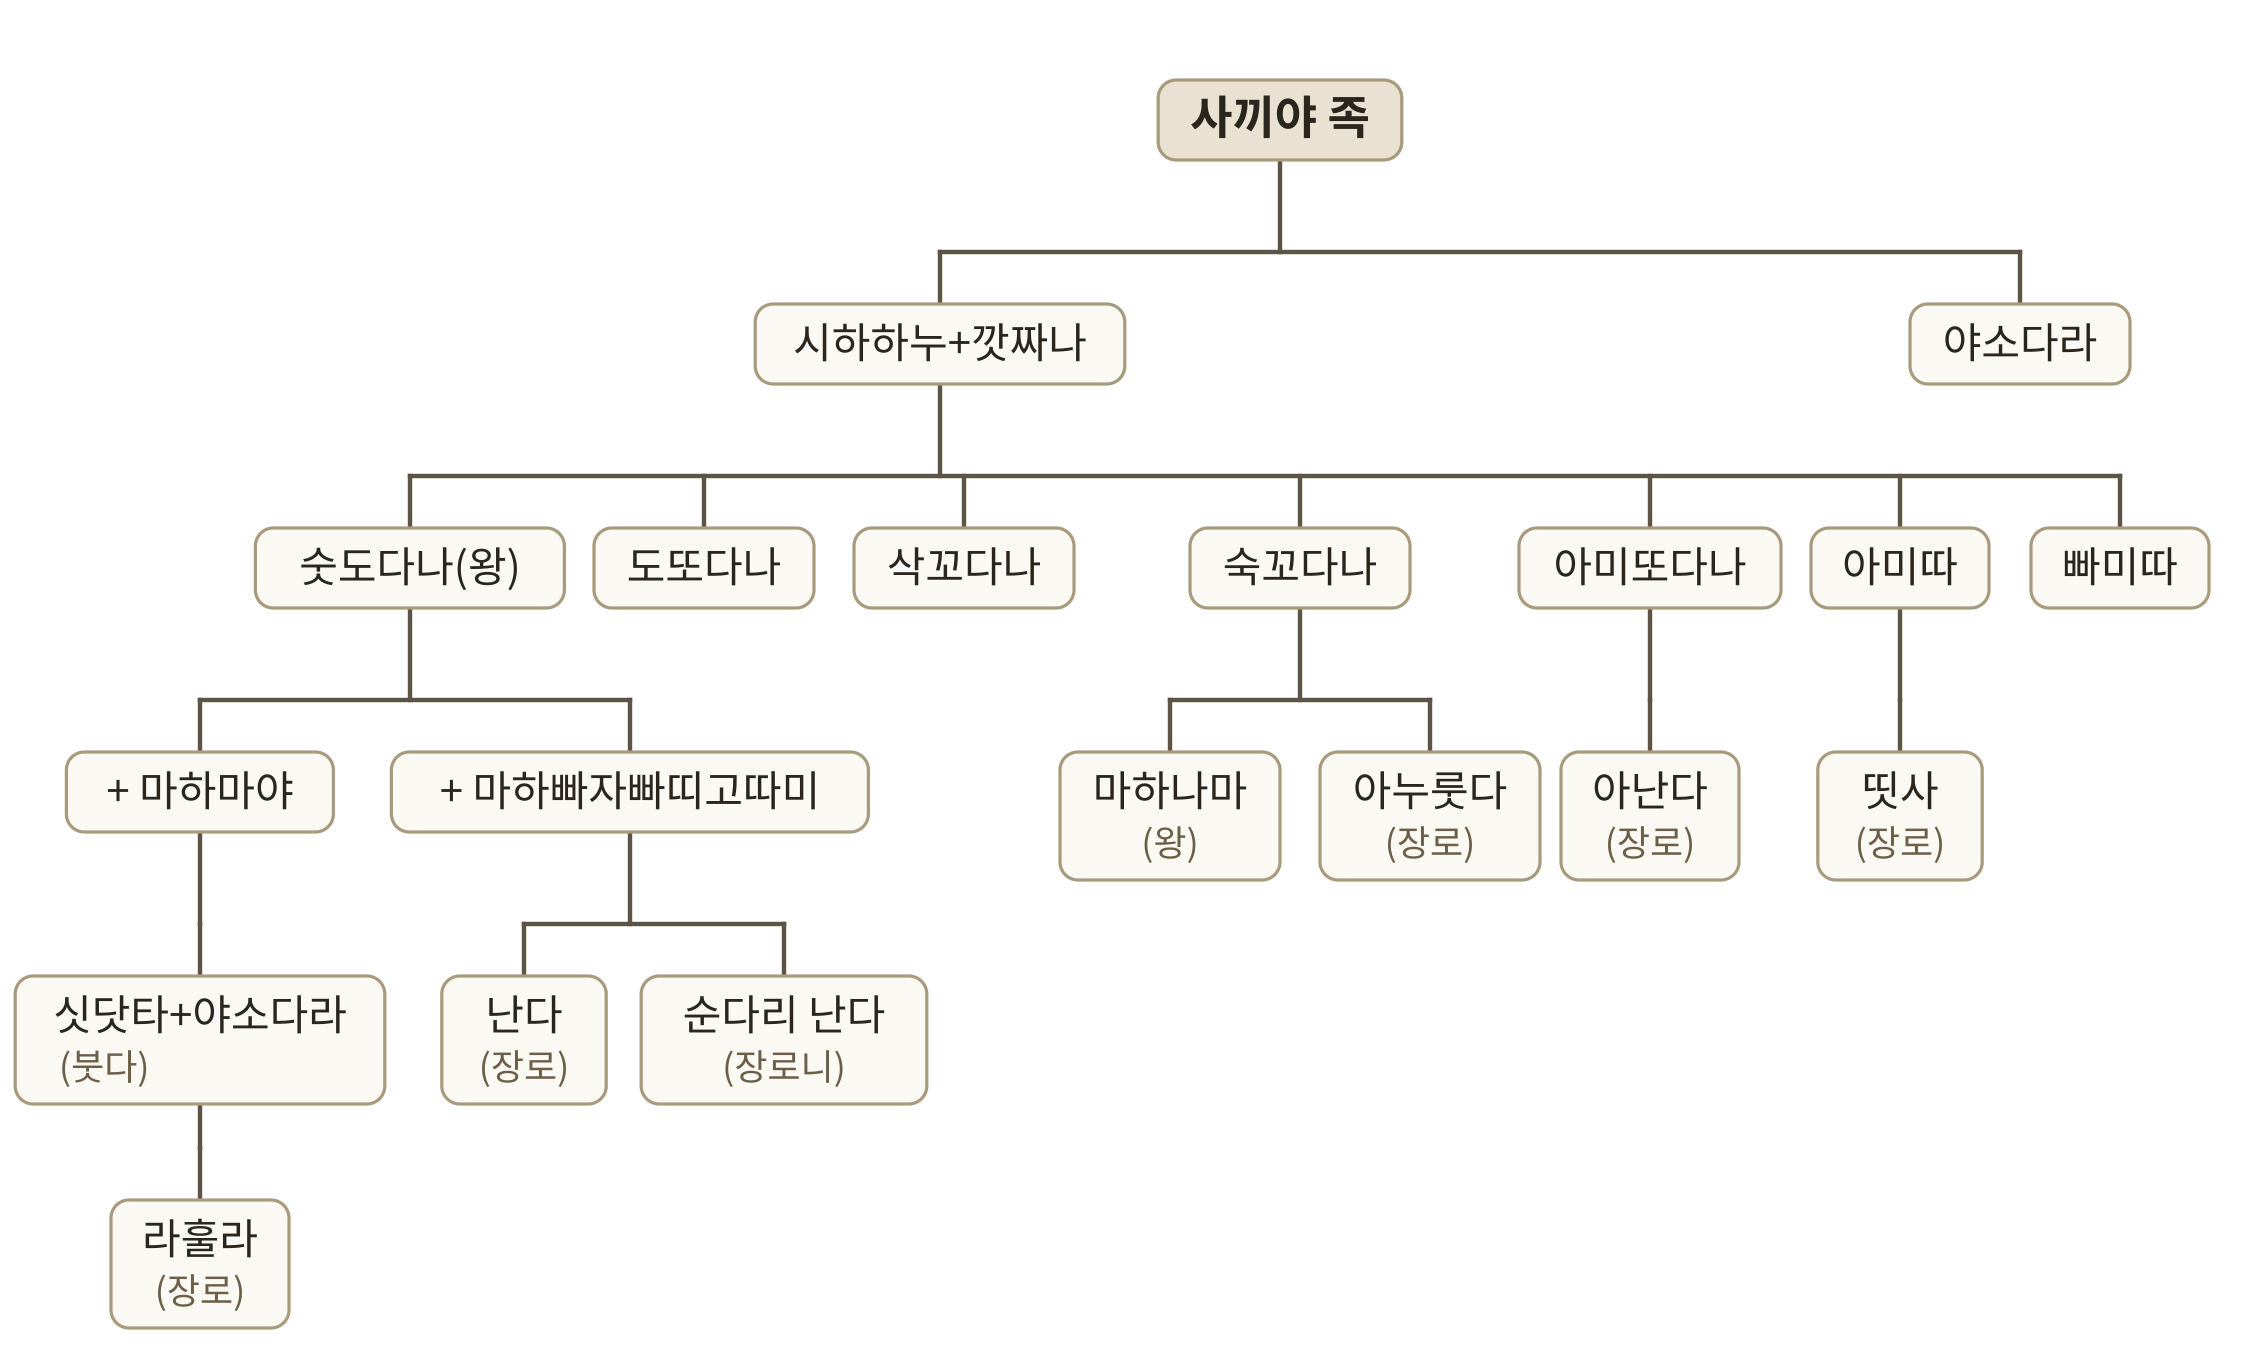 사끼야 족
시하하누+깟짜나
야소다라
숫도다나(왕)
도또다나
삭꼬다나
숙꼬다나
아미또다나
아미따
빠미따
+ 마하마야
+ 마하빠자빠띠고따미
마하나마
(왕)
아누룻다
(장로)
아난다
(장로)
띳사
(장로)
싯닷타+야소다라
(붓다)
난다
(장로)
순다리 난다
(장로니)
라훌라
(장로)